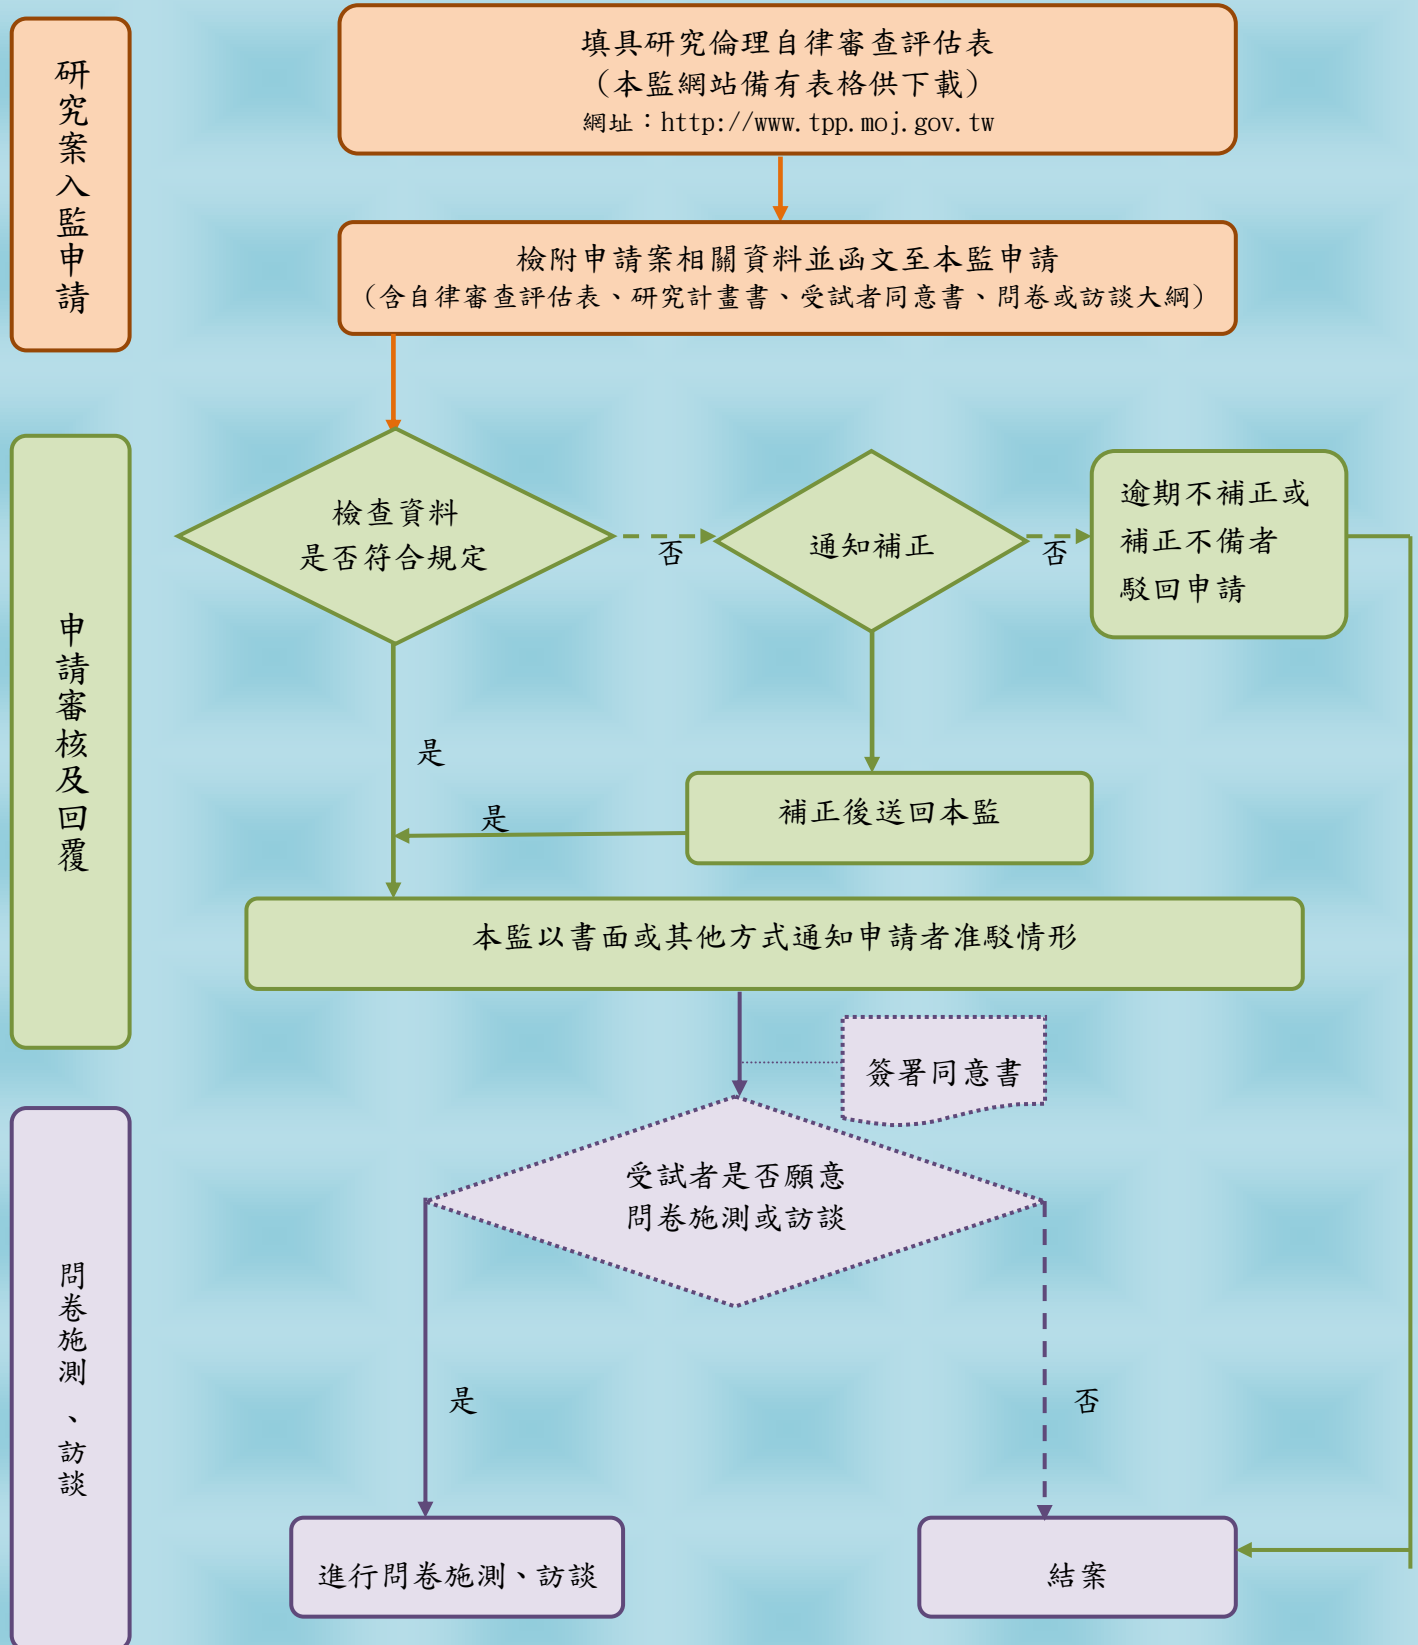 研究案入監申請
填具研究倫理自律審查評估表
（本監網站備有表格供下載）
網址：http://www.tpp.moj.gov.tw
檢附申請案相關資料並函文至本監申請
（含自律審查評估表、研究計畫書、受試者同意書、問卷或訪談大綱）
申請審核及回覆
檢查資料
是否符合規定
否
通知補正
否
逾期不補正或
補正不備者
駁回申請
是
補正後送回本監
是
本監以書面或其他方式通知申請者准駁情形
簽署同意書
問卷施測、訪談
受試者是否願意
問卷施測或訪談
是
否
進行問卷施測、訪談
結案